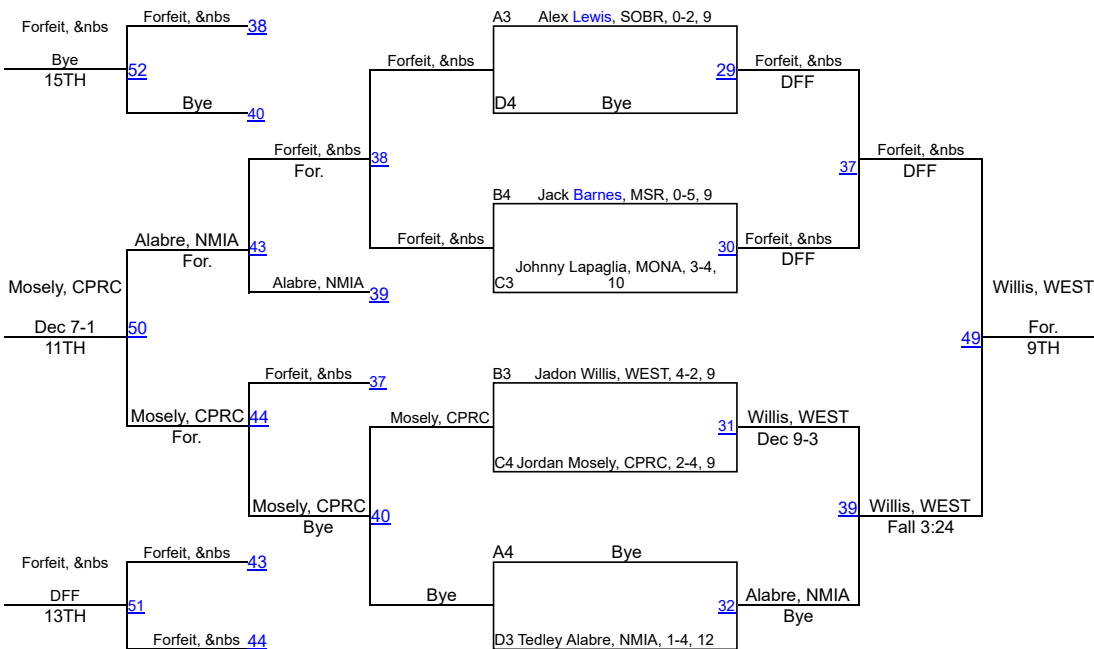 Forfeit, &nbs
38
A3 Alex Lewis, SOBR, 0-2, 9
Forfeit, &nbs
Bye
15TH
52
Forfeit, &nbs
29
Forfeit, &nbs
DFF
Bye
40
D4 Bye
Forfeit, &nbs
For.
38
37
Forfeit, &nbs
DFF
B4 Jack Barnes, MSR, 0-5, 9
Alabre, NMIA
For.
43
Forfeit, &nbs
30
Forfeit, &nbs
DFF
Johnny Lapaglia, MONA, 3-4,
C3 10
Alabre, NMIA
39
Mosely, CPRC
Dec 7-1
11TH
50
Willis, WEST
49
For.
9TH
Forfeit, &nbs
37
B3 Jadon Willis, WEST, 4-2, 9
Mosely, CPRC
For.
44
Mosely, CPRC
31
Willis, WEST
Dec 9-3
C4 Jordan Mosely, CPRC, 2-4, 9
Mosely, CPRC
Bye
40
39
Willis, WEST
Fall 3:24
Forfeit, &nbs
43
A4 Bye
Forfeit, &nbs
DFF
13TH
51
Bye
32
Alabre, NMIA
Bye
Forfeit, &nbs
44
D3 Tedley Alabre, NMIA, 1-4, 12